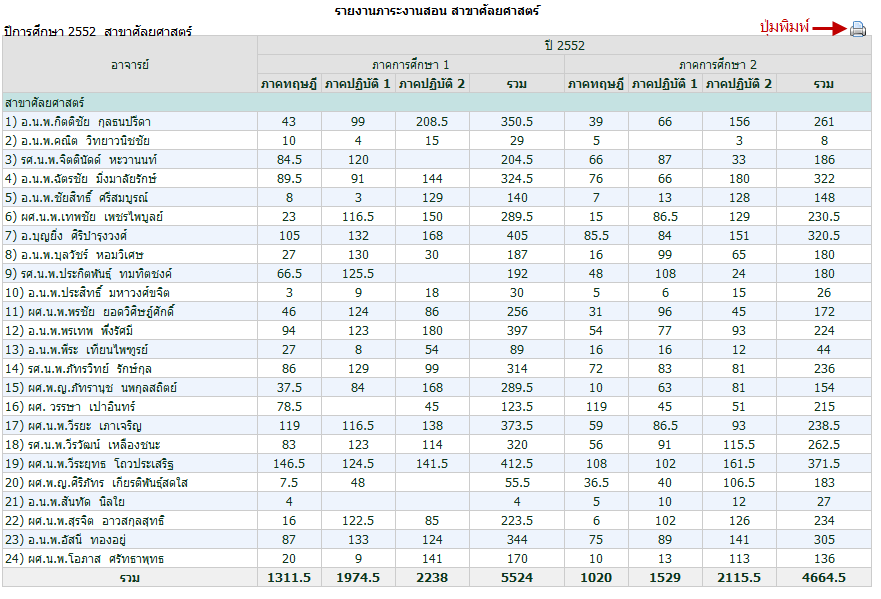 รายงานภาระงานสอน สาขาศัลยศาสตร์
ปุ่มพิมพ์
ปีการศึกษา 2552 สาขาศัลยศาสตร์
ปี 2552
อาจารย์ ภาคการศึกษา 1 ภาคการศึกษา 2
ภาคทฤษฎี ภาคปฏิบัติ 1 ภาคปฏิบัติ 2 รวม ภาคทฤษฎี ภาคปฏิบัติ 1 ภาคปฏิบัติ 2 รวม
สาขาศัลยศาสตร์
1) อ.น.พ.กิตติชัย กุลธนปรีดา 43 99 208.5 350.5 39 66 156 261
2) อ.น.พ.คณิต วิทยาวนิชชัย 10 4 15 29 5 3 8
3) รศ.น.พ.จิตตินัดด์ หะวานนท์ 84.5 120 204.5 66 87 33 186
4) อ.น.พ.ฉัตรชัย มิ่งมาลัยรักษ์ 89.5 91 144 324.5 76 66 180 322
5) อ.น.พ.ชัยสิทธิ์ ศรีสมบูรณ์ 8 3 129 140 7 13 128 148
6) ผศ.น.พ.เทพชัย เพชรไพบูลย์ 23 116.5 150 289.5 15 86.5 129 230.5
7) อ.บุญยิ่ง ศิริบำรุงวงศ์ 105 132 168 405 85.5 84 151 320.5
8) อ.น.พ.บุลวัชร์ หอมวิเศษ 27 130 30 187 16 99 65 180
9) รศ.น.พ.ประกิตพันธุ์ ทมทิตชงค์ 66.5 125.5 192 48 108 24 180
10) อ.น.พ.ประสิทธิ์ มหาวงศ์ขจิต 3 9 18 30 5 6 15 26
11) ผศ.น.พ.พรชัย ยอดวิศิษฎ์ศักดิ์ 46 124 86 256 31 96 45 172
12) อ.น.พ.พรเทพ พึ่งรัศมี 94 123 180 397 54 77 93 224
13) อ.น.พ.พีระ เทียนไพฑูรย์ 27 8 54 89 16 16 12 44
14) รศ.น.พ.ภัทรวิทย์ รักษ์กุล 86 129 99 314 72 83 81 236
15) ผศ.พ.ญ.ภัทรานุช นพกุลสถิตย์ 37.5 84 168 289.5 10 63 81 154
16) ผศ. วรรษา เปาอินทร์ 78.5 45 123.5 119 45 51 215
17) ผศ.น.พ.วีรยะ เภาเจริญ 119 116.5 138 373.5 59 86.5 93 238.5
18) รศ.น.พ.วีรวัฒน์ เหลืองชนะ 83 123 114 320 56 91 115.5 262.5
19) ผศ.น.พ.วีระยุทธ โถวประเสริฐ 146.5 124.5 141.5 412.5 108 102 161.5 371.5
20) ผศ.พ.ญ.ศิริภัทร เกียรติพันธุ์สดใส 7.5 48 55.5 36.5 40 106.5 183
21) อ.น.พ.สันทัด นิลใย 4 4 5 10 12 27
22) ผศ.น.พ.สุรจิต อาวสกุลสุทธิ 16 122.5 85 223.5 6 102 126 234
23) อ.น.พ.อัสนี ทองอยู่ 87 133 124 344 75 89 141 305
24) ผศ.น.พ.โอภาส ศรัทธาพุทธ 20 9 141 170 10 13 113 136
รวม 1311.5 1974.5 2238 5524 1020 1529 2115.5 4664.5